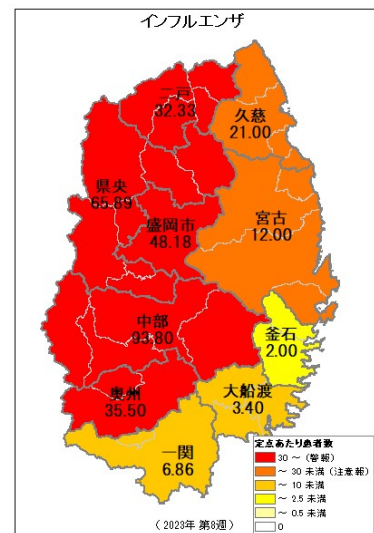 インフルエンザ
二戸
32.33
久慈
21.00
県央
65.89
盛岡市
48.18
宮古
12.00
中部
93.80
釜石
2.00
奥州
35.50
大船渡
3.40
一関
6.86
定点あたり患者数
30 ～ (警報)
～ 30 未満 (注意報)
～ 10 未満
～ 2.5 未満
～ 0.5 未満
0
(2023年 第8週)